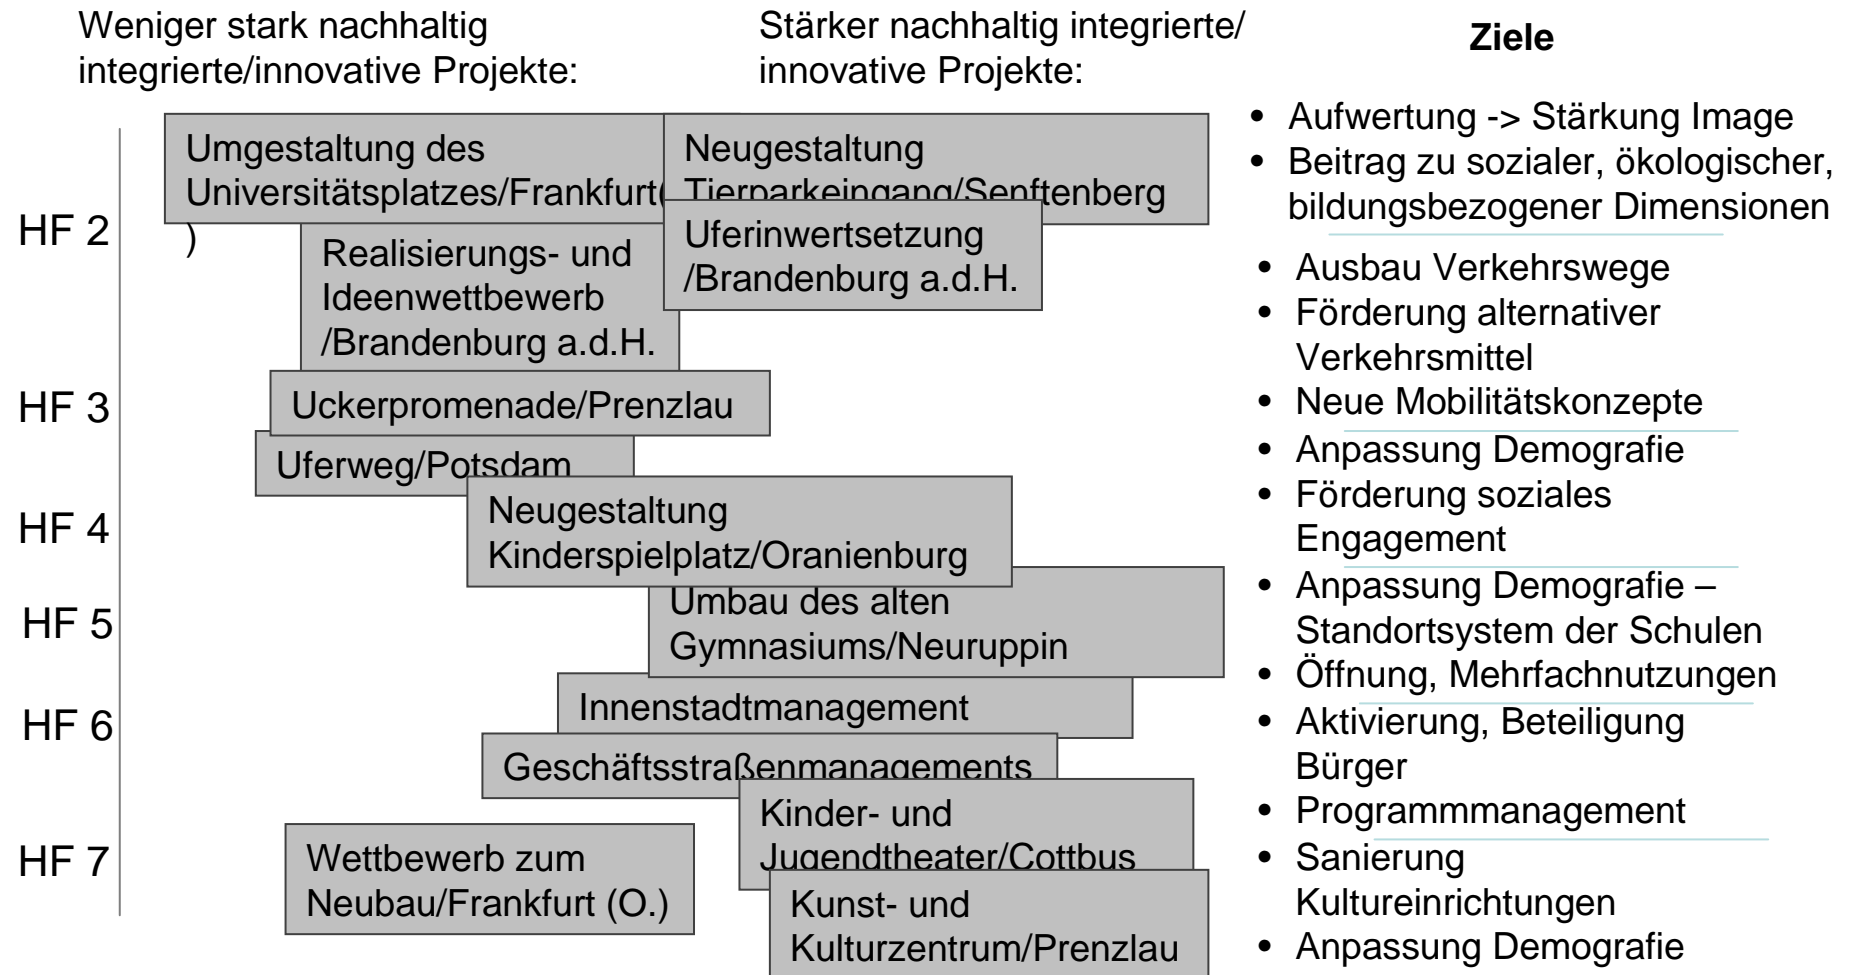 Weniger stark nachhaltig
integrierte/innovative Projekte:
Stärker nachhaltig integrierte/
innovative Projekte:
Ziele
HF 2
Umgestaltung des
Universitätsplatzes/Frankfurt(
)
Neugestaltung
Tierparkeingang/Senftenberg
Realisierungs- und
Ideenwettbewerb
/Brandenburg a.d.H.
Uferinwertsetzung
/Brandenburg a.d.H.
HF 3
Uckerpromenade/Prenzlau
Uferweg/Potsdam
HF 4
Neugestaltung
Kinderspielplatz/Oranienburg
HF 5
Umbau des alten
Gymnasiums/Neuruppin
HF 6
Innenstadtmanagement
Geschäftsstraßenmanagements
HF 7
Kinder- und
Jugendtheater/Cottbus
Wettbewerb zum
Neubau/Frankfurt (O.)
Kunst- und
Kulturzentrum/Prenzlau
• Aufwertung -> Stärkung Image
• Beitrag zu sozialer, ökologischer,
bildungsbezogener Dimensionen
• Ausbau Verkehrswege
• Förderung alternativer
Verkehrsmittel
• Neue Mobilitätskonzepte
• Anpassung Demografie
• Förderung soziales
Engagement
• Anpassung Demografie –
Standortsystem der Schulen
• Öffnung, Mehrfachnutzungen
• Aktivierung, Beteiligung
Bürger
• Programmmanagement
• Sanierung
Kultureinrichtungen
• Anpassung Demografie